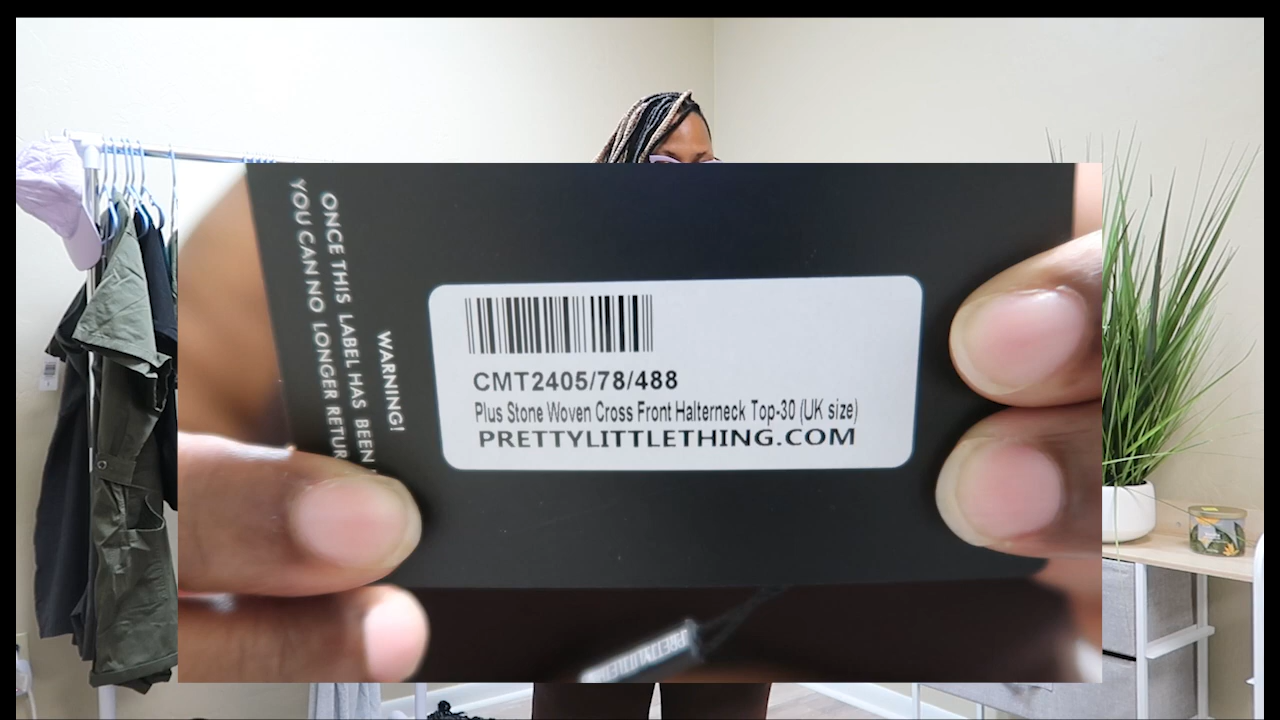 WARNING!
ONCE THIS LABEL HAS BEEN
YOU CAN NO LONGER RETUR
CMT2405/78/488
Plus Stone Woven Cross Front Halterneck Top-30 (UK size)
PRETTYLITTLETHING.COM